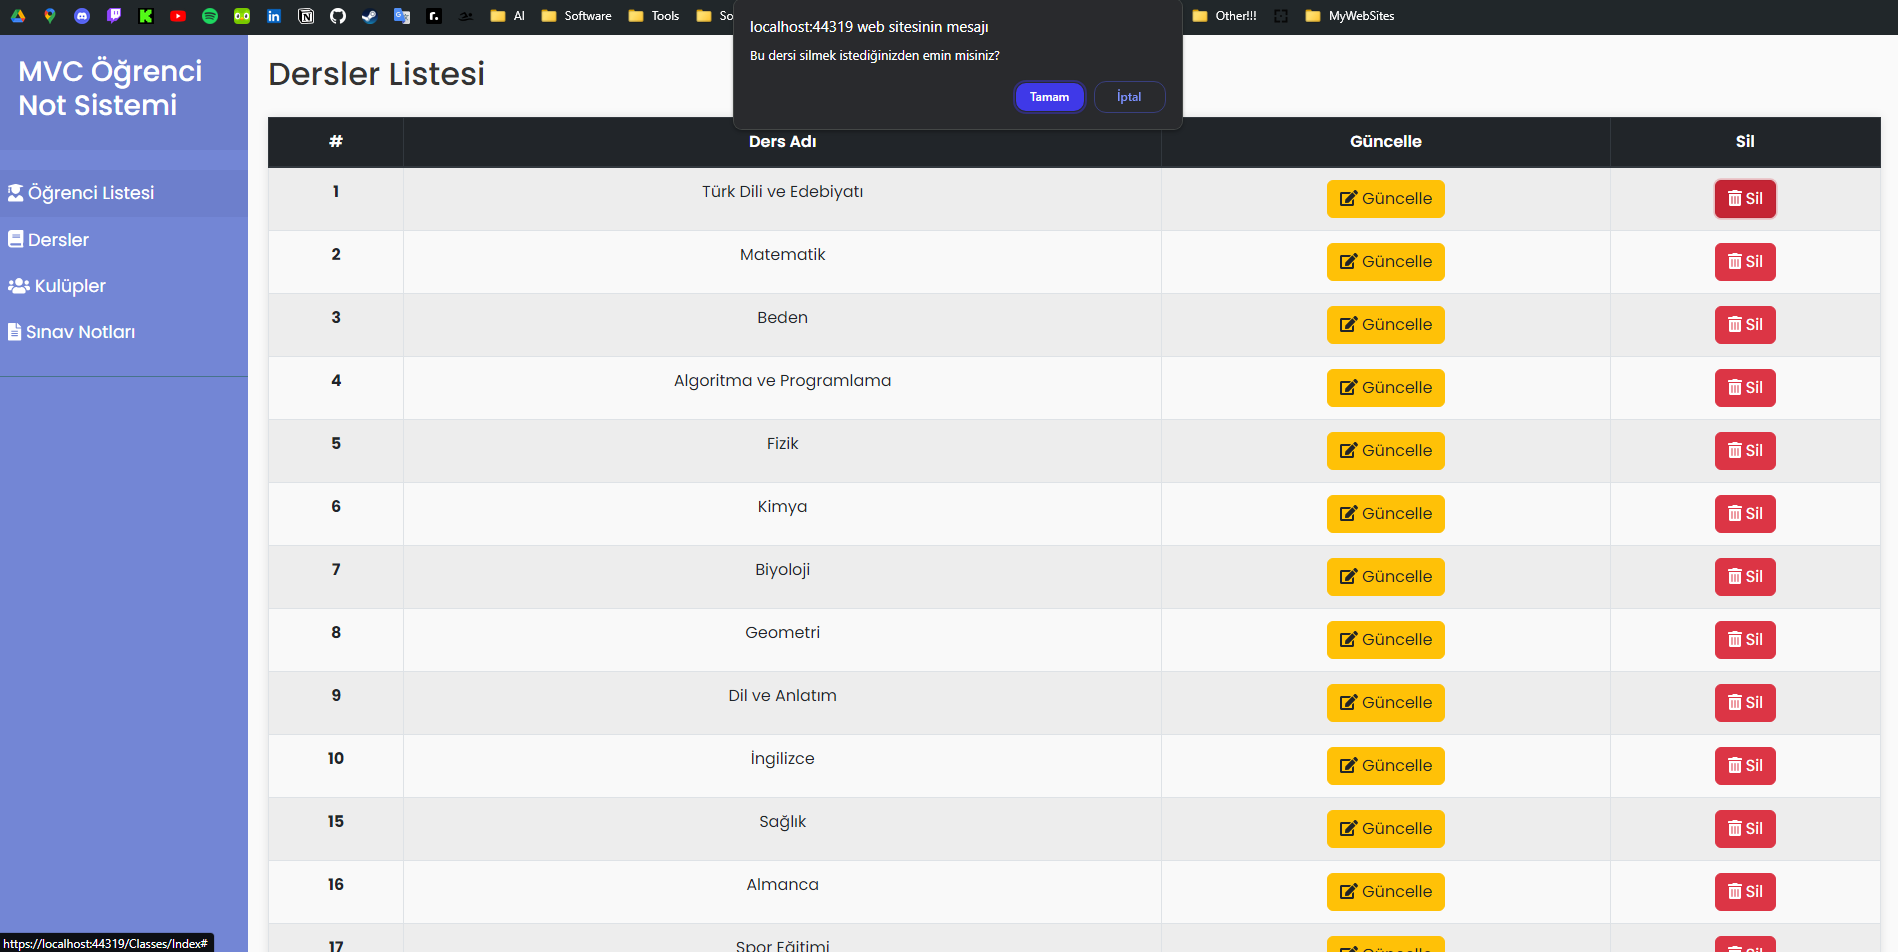 AI Software Tools So Other!!! MyWebSites
localhost:44319 web sitesinin mesajı
Bu dersi silmek istediğinizden emin misiniz?
Tamam İptal
MVC Öğrenci
Not Sistemi
Öğrenci Listesi
Dersler
Kulüpler
Sınav Notları
Dersler Listesi
# Ders Adı Güncelle Sil
1 Türk Dili ve Edebiyatı Güncelle Sil
2 Matematik Güncelle Sil
3 Beden Güncelle Sil
4 Algoritma ve Programlama Güncelle Sil
5 Fizik Güncelle Sil
6 Kimya Güncelle Sil
7 Biyoloji Güncelle Sil
8 Geometri Güncelle Sil
9 Dil ve Anlatım Güncelle Sil
10 İngilizce Güncelle Sil
15 Sağlık Güncelle Sil
16 Almanca Güncelle Sil
17 Spor Eğitimi Güncelle Sil
https://localhost:44319/Classes/Index#